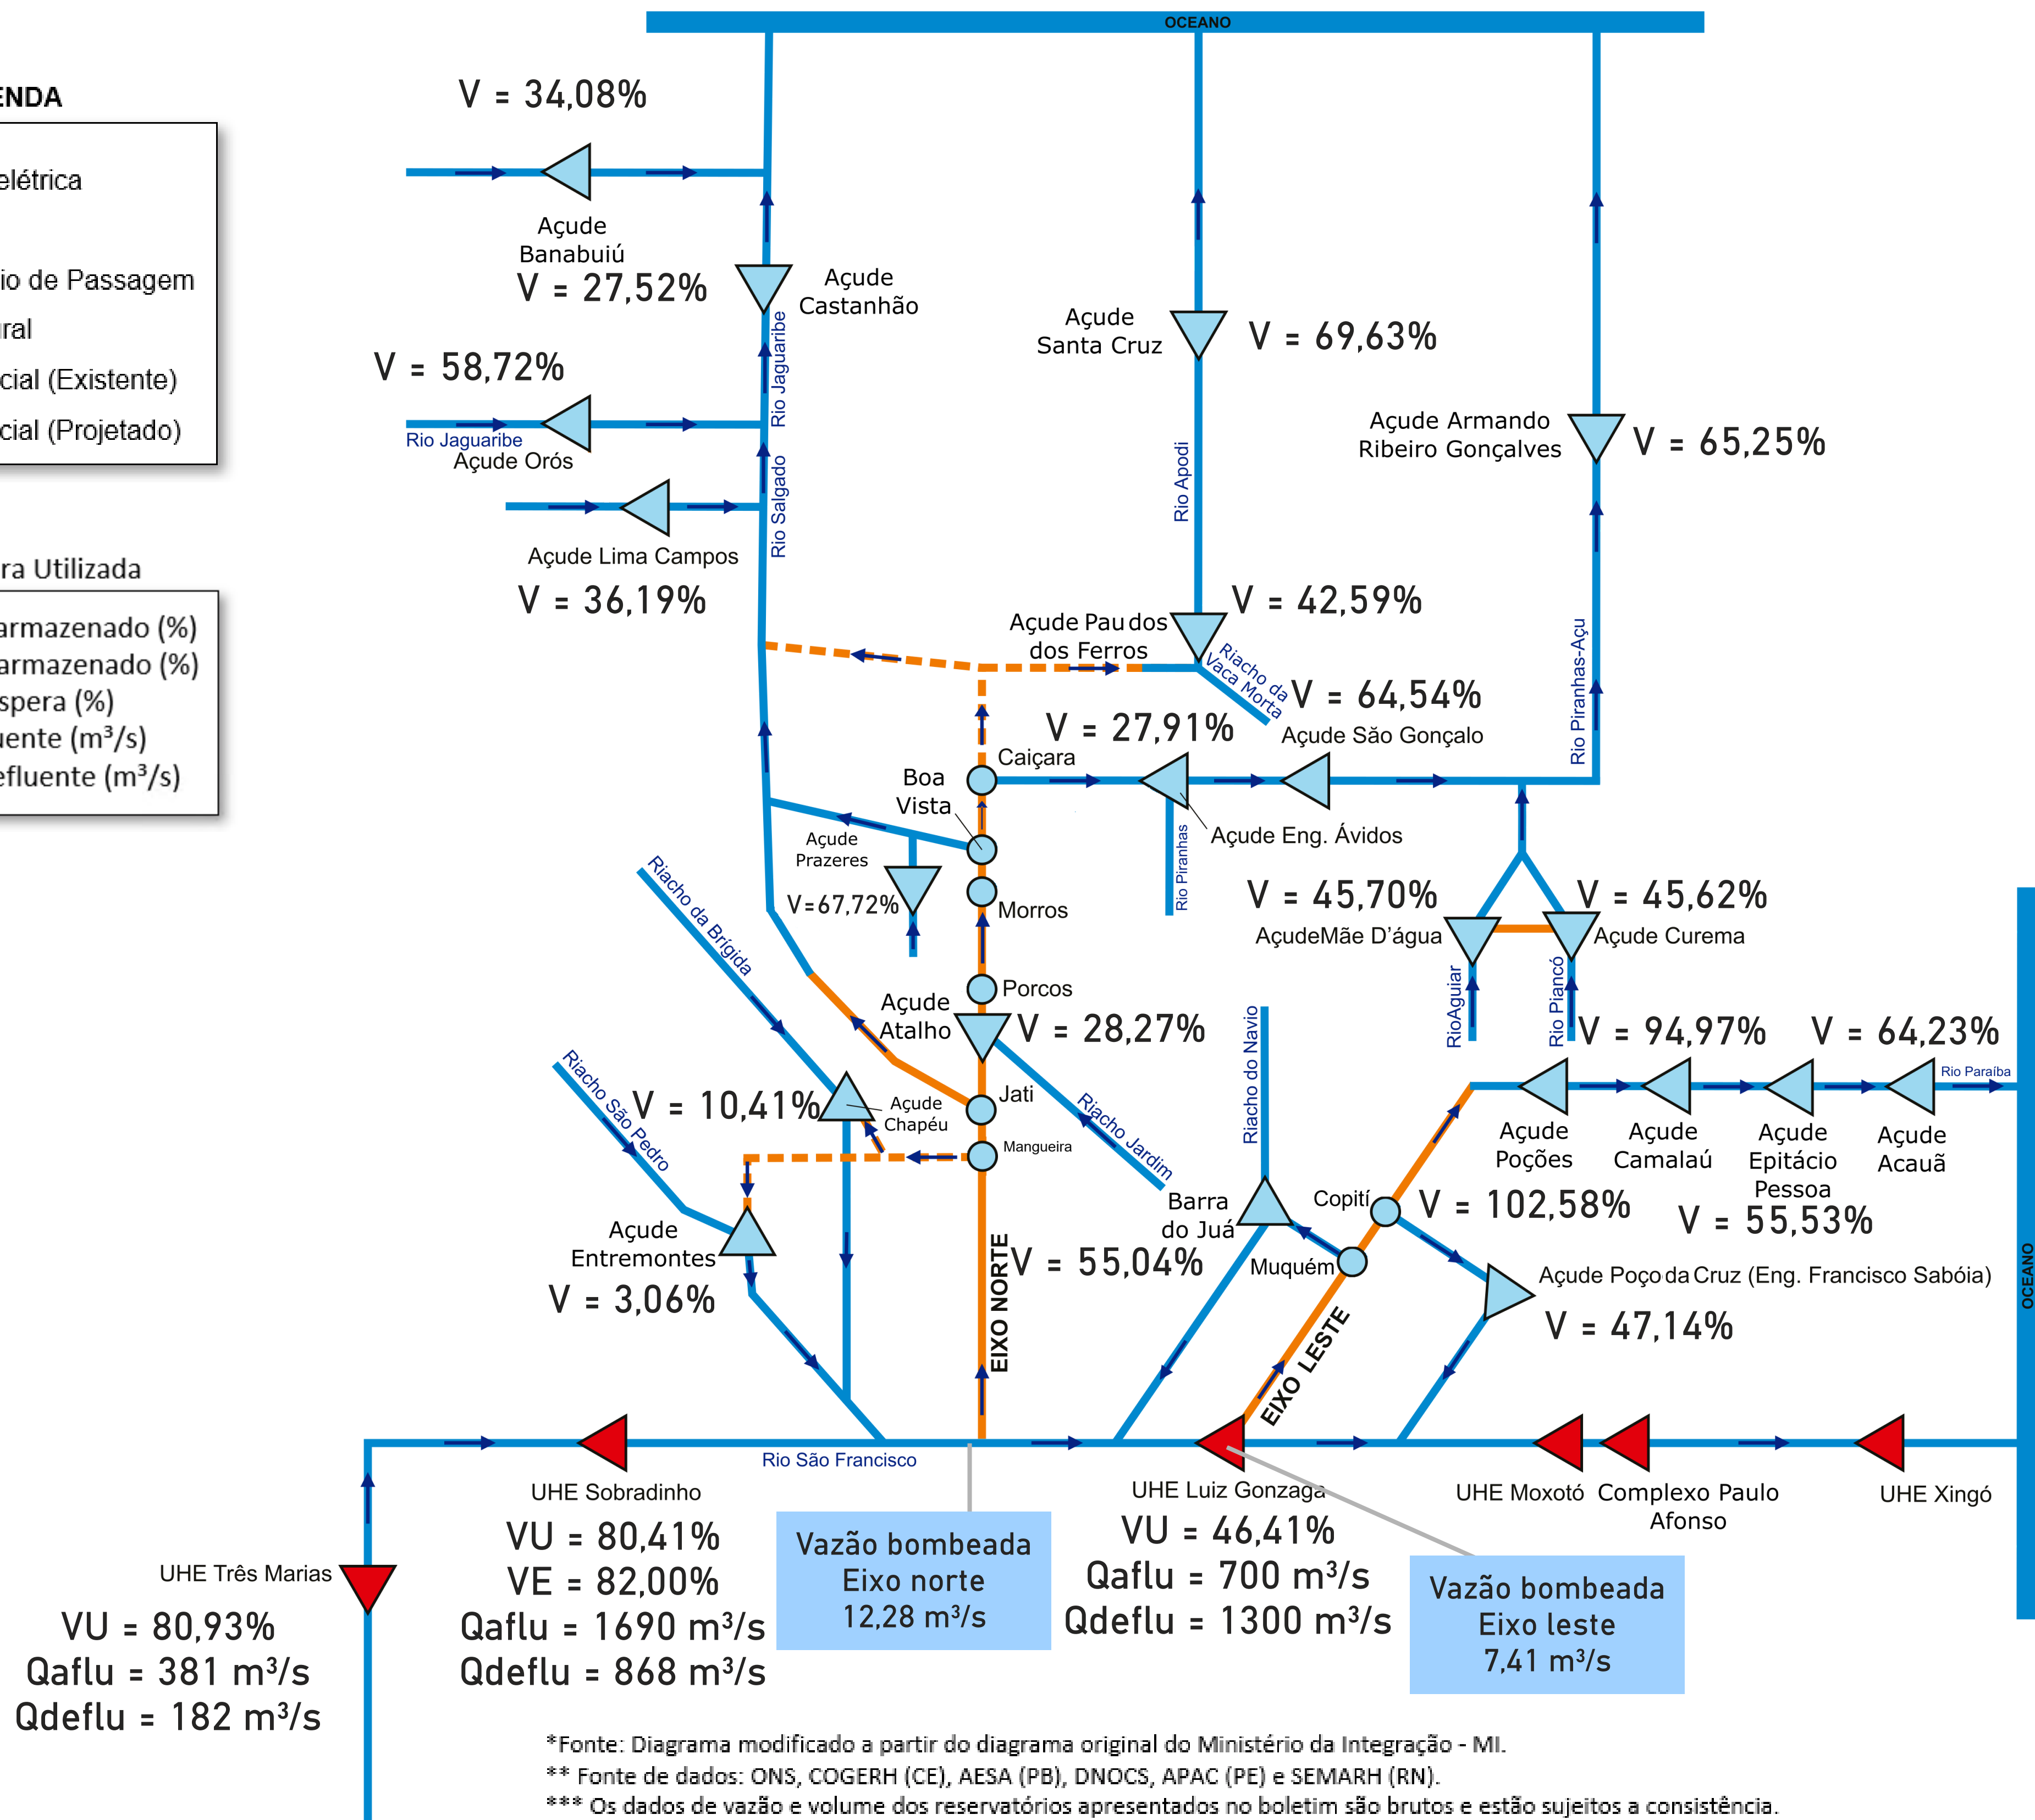 OCEANO
ENDA
elétrica
io de Passagem
ural
icial (Existente)
icial (Projetado)
ra Utilizada
armazenado (%)
armazenado (%)
spera (%)
uente (m³/s)
efluente (m³/s)
V = 34,08%
Açude
Banabuiú
V = 27,52%
Açude
Castanhão
V = 58,72%
Rio Jaguaribe
Açude Orós
Rio Jaguaribe
Rio Salgado
Açude Lima Campos
V = 36,19%
Açude
Santa Cruz
V = 69,63%
Rio Apodi
Açude Armando
Ribeiro Gonçalves
V = 65,25%
Rio Piranhas-Açu
V = 42,59%
Açude Pau dos
dos Ferros
Riacho da
Vaca Morta
V = 64,54%
Açude São Gonçalo
V = 27,91%
Caiçara
Boa
Vista
Açude Eng. Ávidos
Rio Piranhas
Açude
Prazeres
V=67,72%
Morros
Riacho da Brígida
V = 45,70%
AçudeMãe D'água
V = 45,62%
Açude Curema
RioAguiar
Rio Piancó
Porcos
Açude
Atalho
V = 28,27%
V = 94,97%
V = 64,23%
Rio Paraíba
Riacho São Pedro
V = 10,41%
Açude
Chapéu
Jati
Mangueira
Riacho Jardim
Riacho do Navio
Açude
Poções
Açude
Camalaú
Açude
Epitácio
Pessoa
Açude
Acauã
V = 102,58%
V = 55,53%
Barra
do Juá
Copití
Muquém
V = 55,04%
Açude
Entremontes
V = 3,06%
EIXO NORTE
EIXO LESTE
Açude Poço da Cruz (Eng. Francisco Sabóia)
V = 47,14%
OCEANO
Rio São Francisco
UHE Sobradinho
VU = 80,41%
VE = 82,00%
Qaflu = 1690 m³/s
Qdeflu = 868 m³/s
Vazão bombeada
Eixo norte
12,28 m³/s
UHE Luiz Gonzaga
VU = 46,41%
Qaflu = 700 m³/s
Qdeflu = 1300 m³/s
Vazão bombeada
Eixo leste
7,41 m³/s
UHE Moxotó
Complexo Paulo
Afonso
UHE Xingó
UHE Três Marias
VU = 80,93%
Qaflu = 381 m³/s
Qdeflu = 182 m³/s
*Fonte: Diagrama modificado a partir do diagrama original do Ministério da Integração - MI.
** Fonte de dados: ONS, COGERH (CE), AESA (PB), DNOCS, APAC (PE) e SEMARH (RN).
*** Os dados de vazão e volume dos reservatórios apresentados no boletim são brutos e estão sujeitos a consistência.